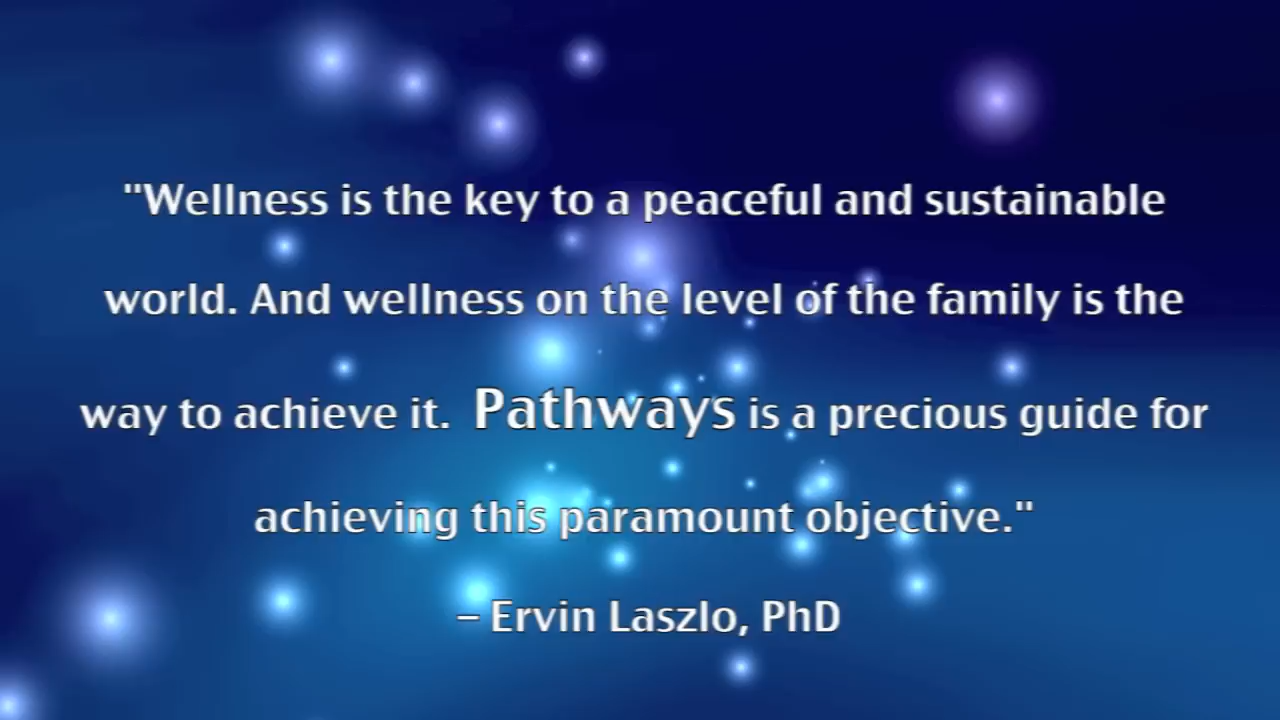 "Wellness is the key to a peaceful and sustainable
world. And wellness on the level of the family is the
way to achieve it. Pathways is a precious guide for
achieving this paramount objective."
– Ervin Laszlo, PhD